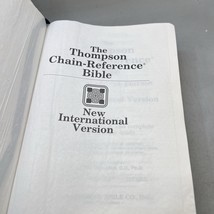 The
Thompson
Chain-Reference®
Bible
New
International
Version